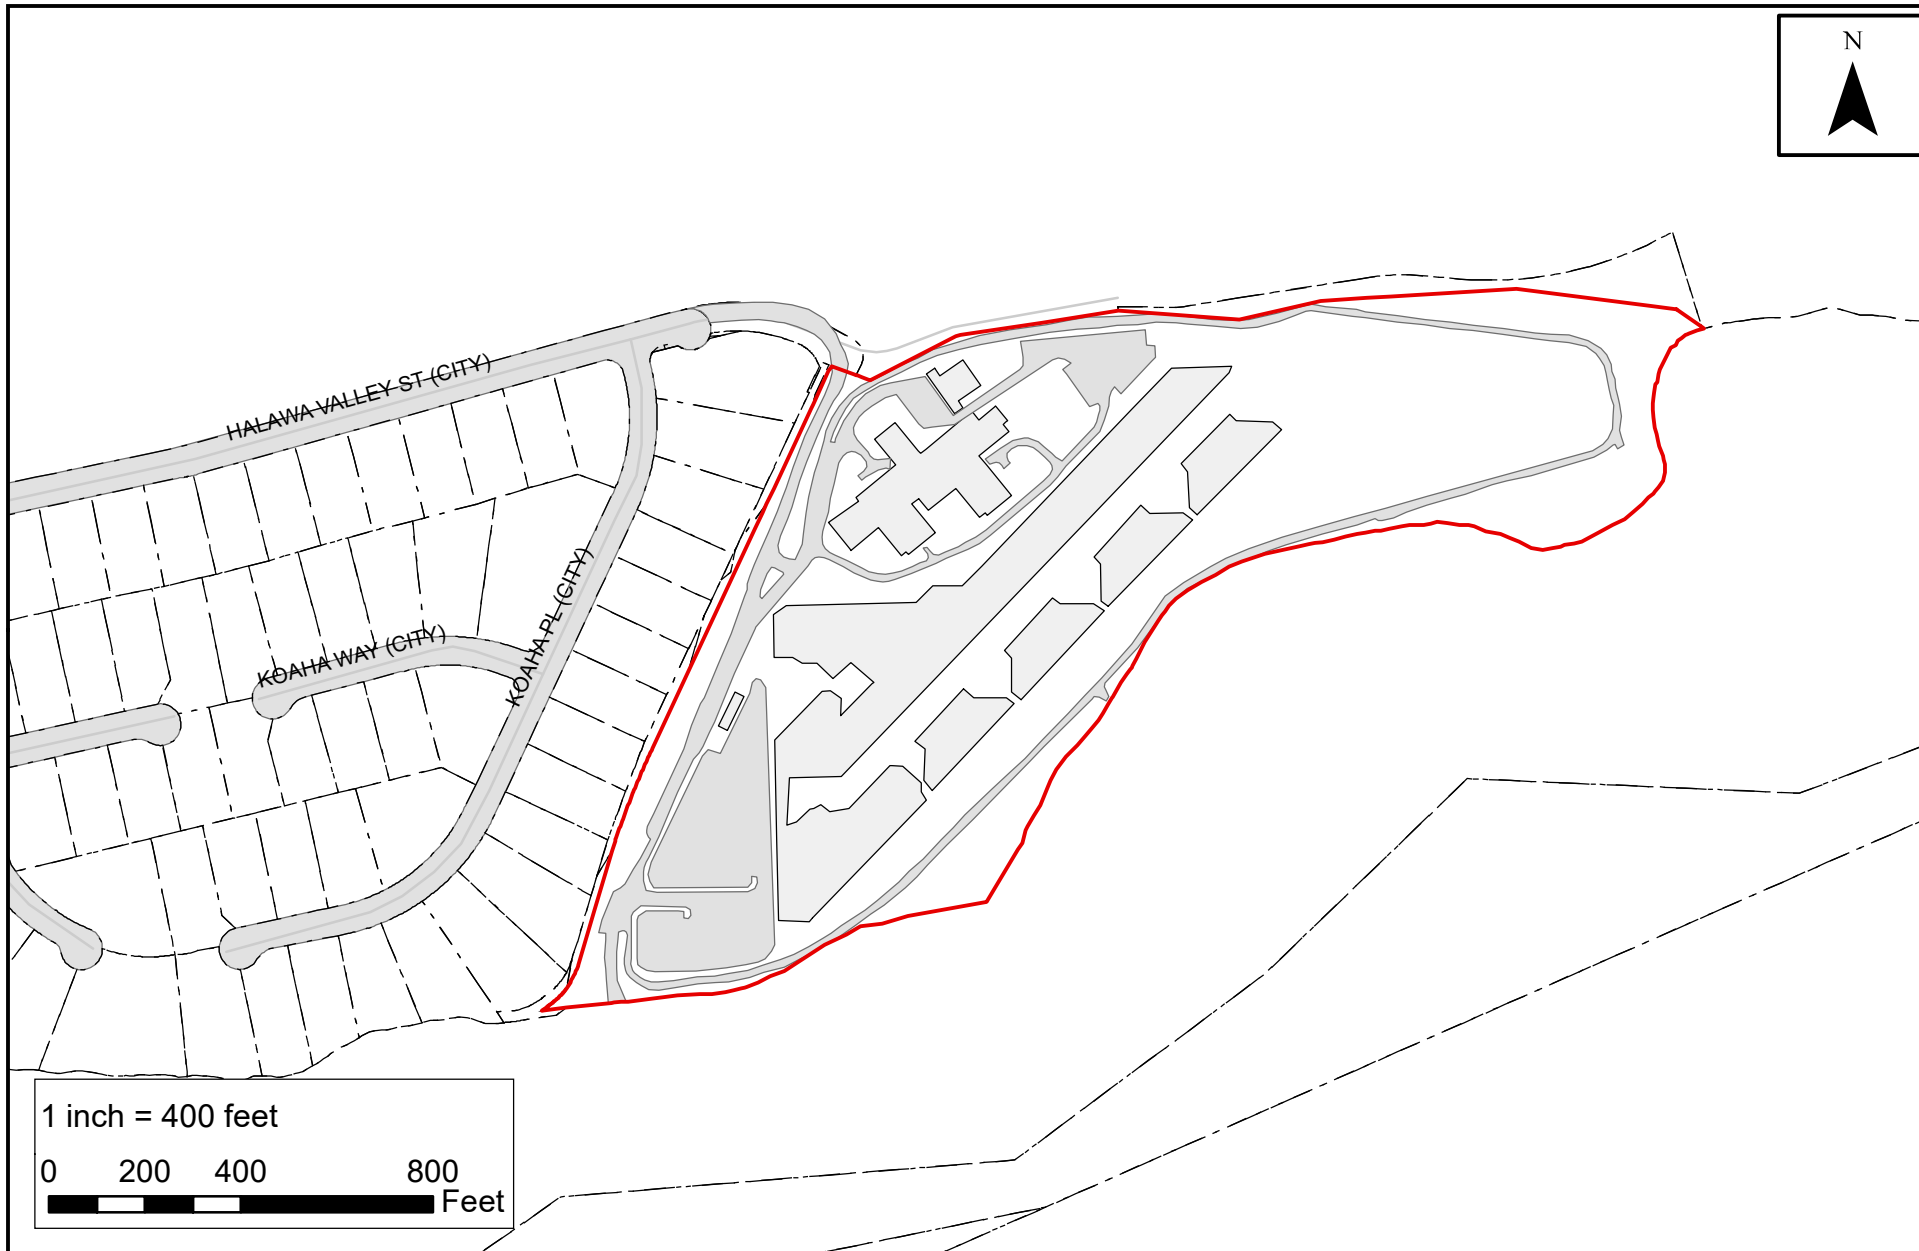 N
HALAWA VALLEY ST (CITY)
KOAHA WAY (CITY)
KOAHA PL (CITY)
1 inch = 400 feet
0 200 400 800
Feet